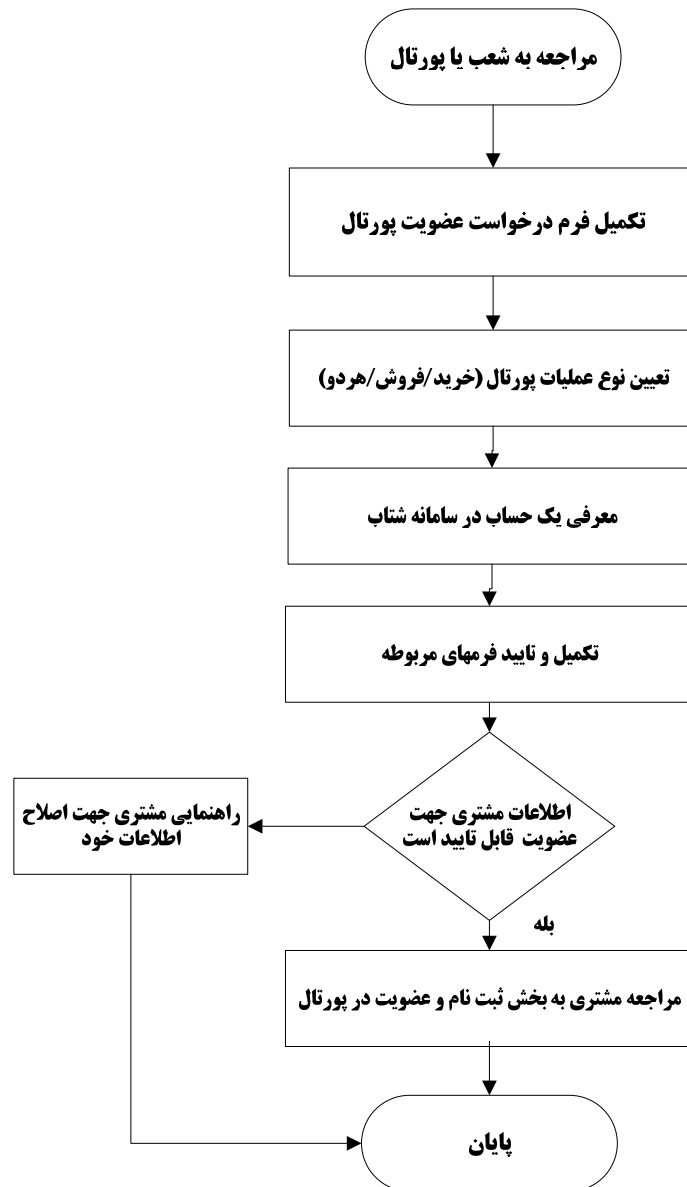 مراجعه به شعب یا پورتال
تکمیل فرم درخواست عضویت پورتال
تعیین نوع عملیات پورتال (خرید/فروش/هردو)
معرفی یک حساب در سامانه شتاب
تکمیل و تایید فرمهای مربوطه
اطلاعات مشتری جهت
عضویت قابل تایید است
راهنمایی مشتری جهت اصلاح
اطلاعات خود
بله
مراجعه مشتری به بخش ثبت نام و عضویت در پورتال
پایان